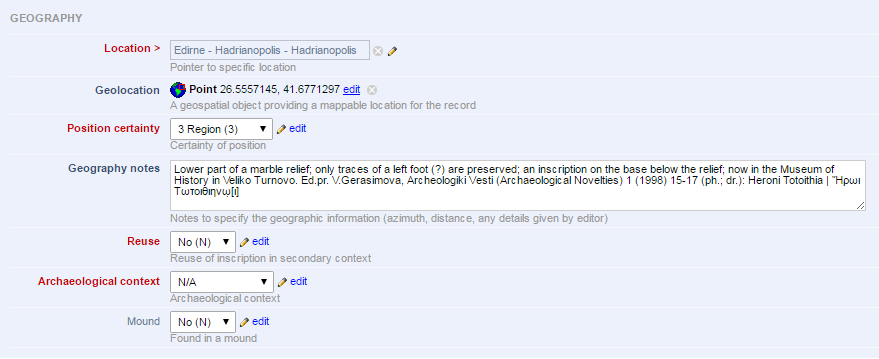 GEOGRAPHY
Location >
Edirne - Hadrianopolis - Hadrianopolis
Pointer to specific location
Geolocation
Point 26.5557145, 41.6771297 edit
A geospatial object providing a mappable location for the record
Position certainty
3 Region (3)
edit
Certainty of position
Geography notes
Lower part of a marble relief; only traces of a left foot (?) are preserved; an inscription on the base below the relief; now in the Museum of
History in Veliko Turnovo. Ed.pr. V.Gerasimova, Archeologiki Vesti (Archaeological Novelties) 1 (1998) 15-17 (ph.; dr.): Heroni Totoithia | Ἥρωι
Τωτοιθιηνῳ[ι]
Notes to specify the geographic information (azimuth, distance, any details given by editor)
Reuse
No (N)
edit
Reuse of inscription in secondary context
Archaeological context
N/A
edit
Archaeological context
Mound
No (N)
edit
Found in a mound